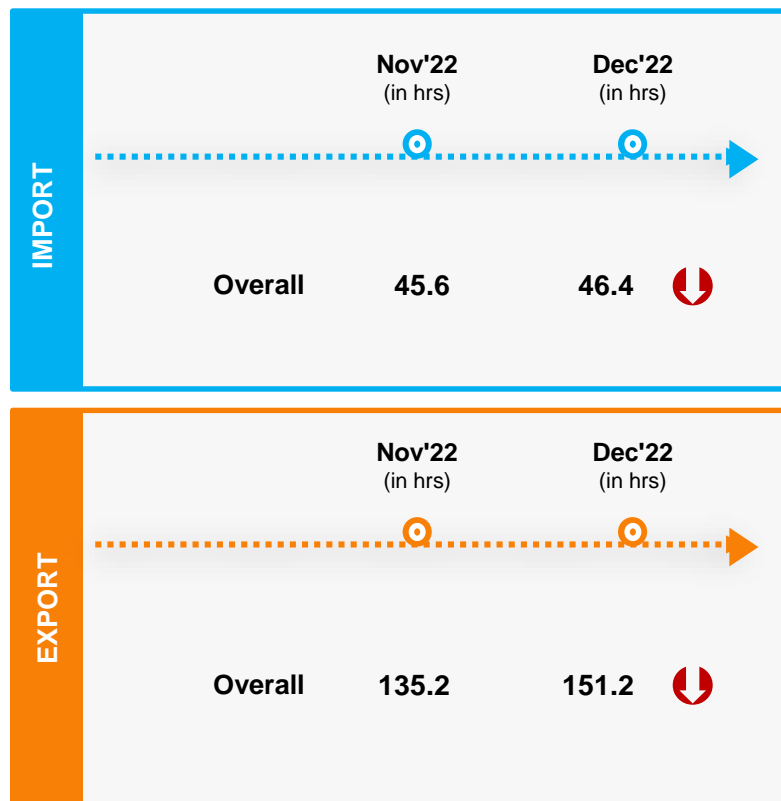 IMPORT
Nov'22 Dec'22
(in hrs) (in hrs)
Overall 45.6 46.4
EXPORT
Nov'22 Dec'22
(in hrs) (in hrs)
Overall 135.2 151.2